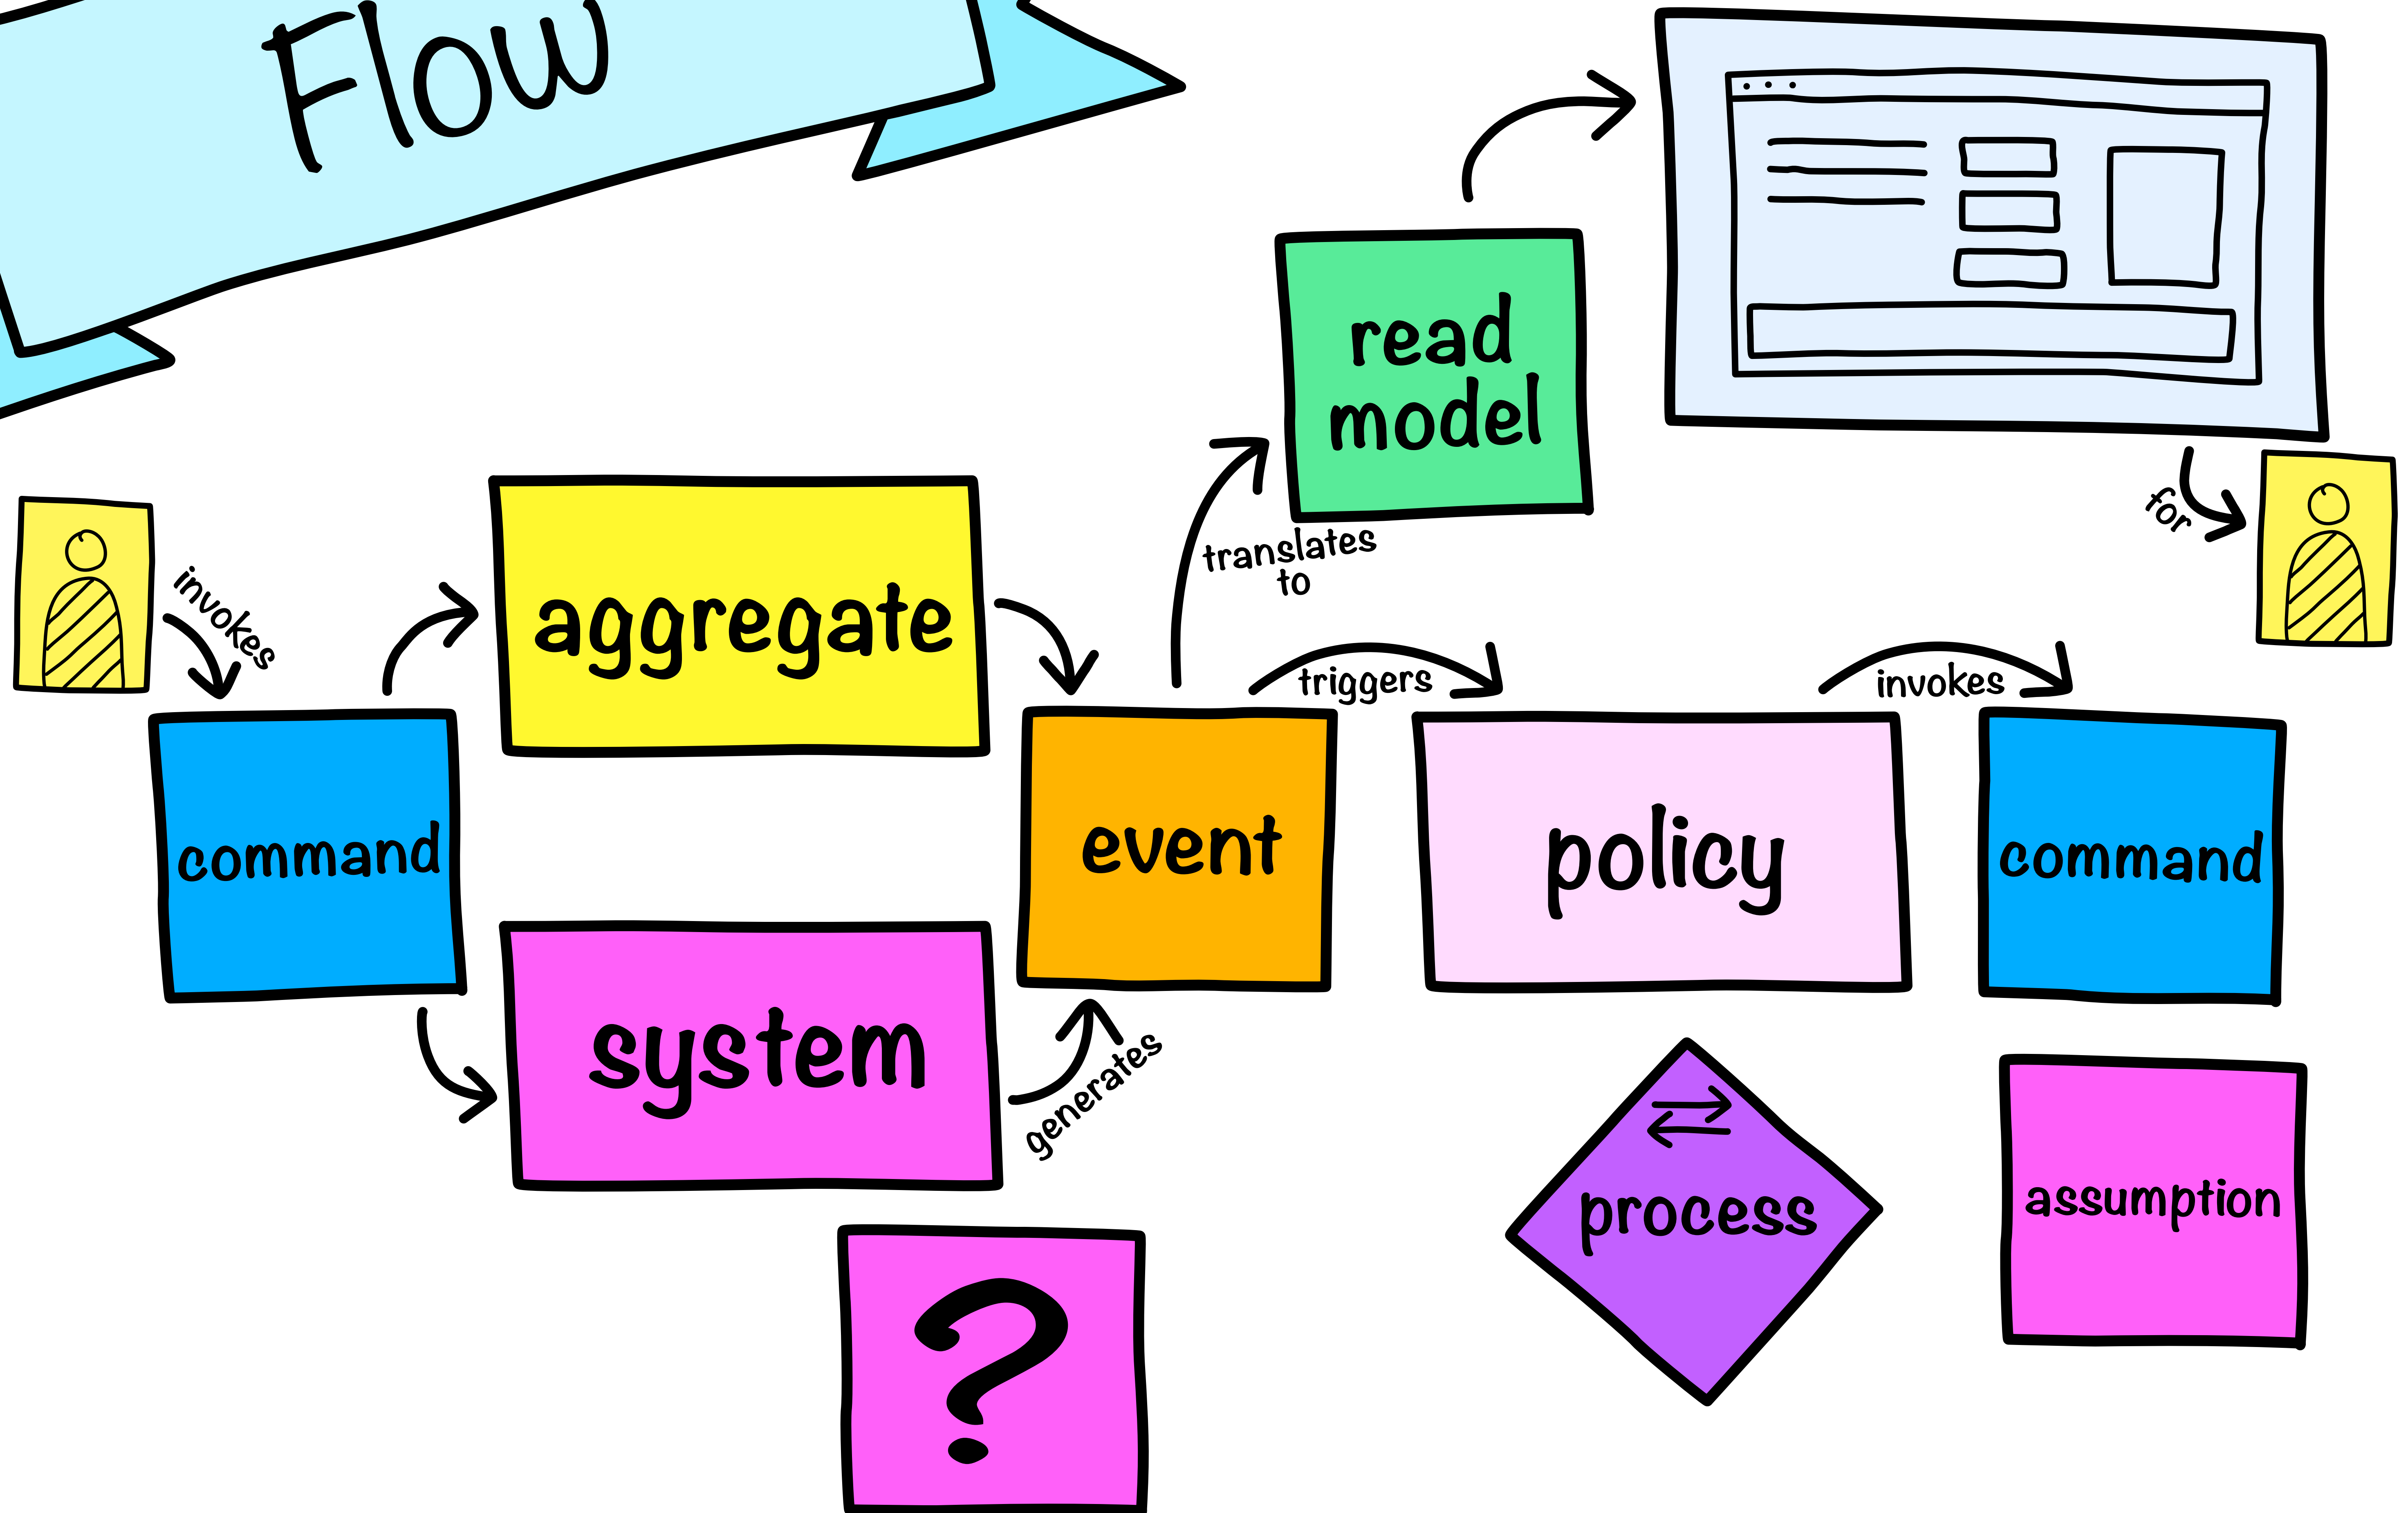 Flow
read
model
translates
to
for
invokes
aggregate
triggers
invokes
command
event
policy
command
system
generates
process
assumption
?